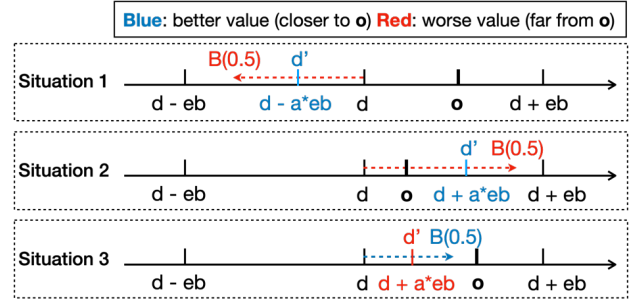 Blue: better value (closer to o) Red: worse value (far from o)
B(0.5) d'
Situation 1
d - eb d - a*eb d o d + eb
d' B(0.5)
Situation 2
d - eb d o d + a*eb d + eb
d' B(0.5)
Situation 3
d - eb d d + a*eb o d + eb